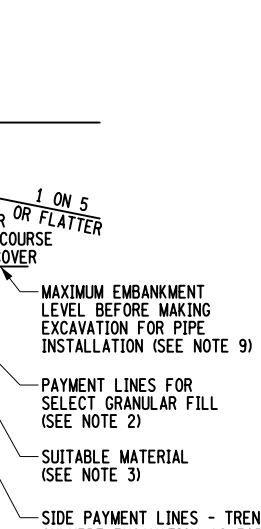 1 ON 5
OR FLATTER
COURSE
COVER
MAXIMUM EMBANKMENT
LEVEL BEFORE MAKING
EXCAVATION FOR PIPE
INSTALLATION (SEE NOTE 9)
PAYMENT LINES FOR
SELECT GRANULAR FILL
(SEE NOTE 2)
SUITABLE MATERIAL
(SEE NOTE 3)
SIDE PAYMENT LINES - TREN